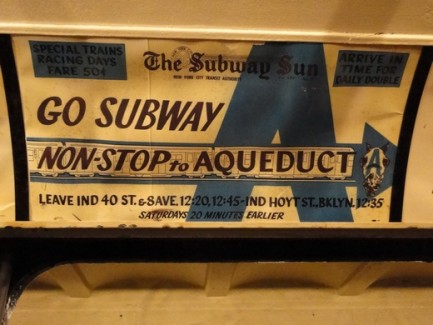 SPECIAL TRAINS
RACING DAYS
FARE 50¢
The Subway Sun
NEW YORK CITY TRANSIT AUTHORITY
ARRIVE IN
TIME FOR
DAILY DOUBLE
A
GO SUBWAY
NON-STOP to AQUEDUCT
A
LEAVE IND 40 ST. & 8 AVE. 12:20, 12:45-IND HOYT ST., BKLYN. 12:35
SATURDAYS 20 MINUTES EARLIER